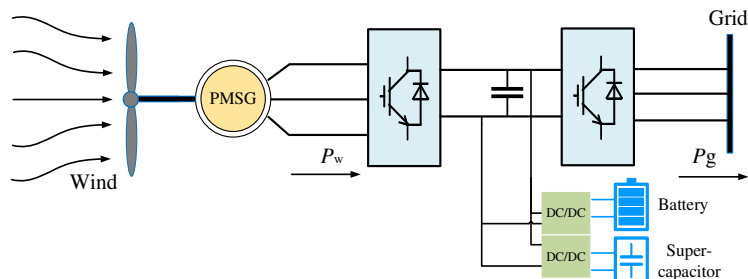 Grid
PMSG
Wind
Pw
Pg
DC/DC
Battery
DC/DC
Super-
capacitor